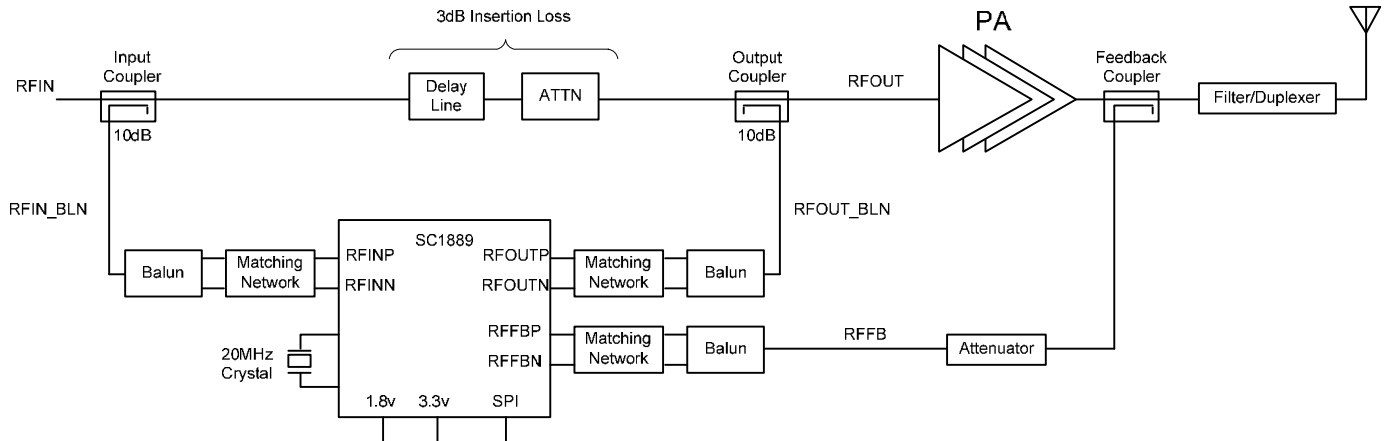 3dB Insertion Loss
PA
Input
Coupler
Output
Coupler
Feedback
Coupler
RFIN
Delay
Line
ATTN
RFOUT
Filter/Duplexer
10dB
10dB
RFIN_BLN
RFOUT_BLN
SC1889
Balun
Matching
Network
RFINP
RFINN
RFOUTP
RFOUTN
Matching
Network
Balun
20MHz
Crystal
RFFBP
RFFBN
Matching
Network
Balun
RFFB
Attenuator
1.8v
3.3v
SPI